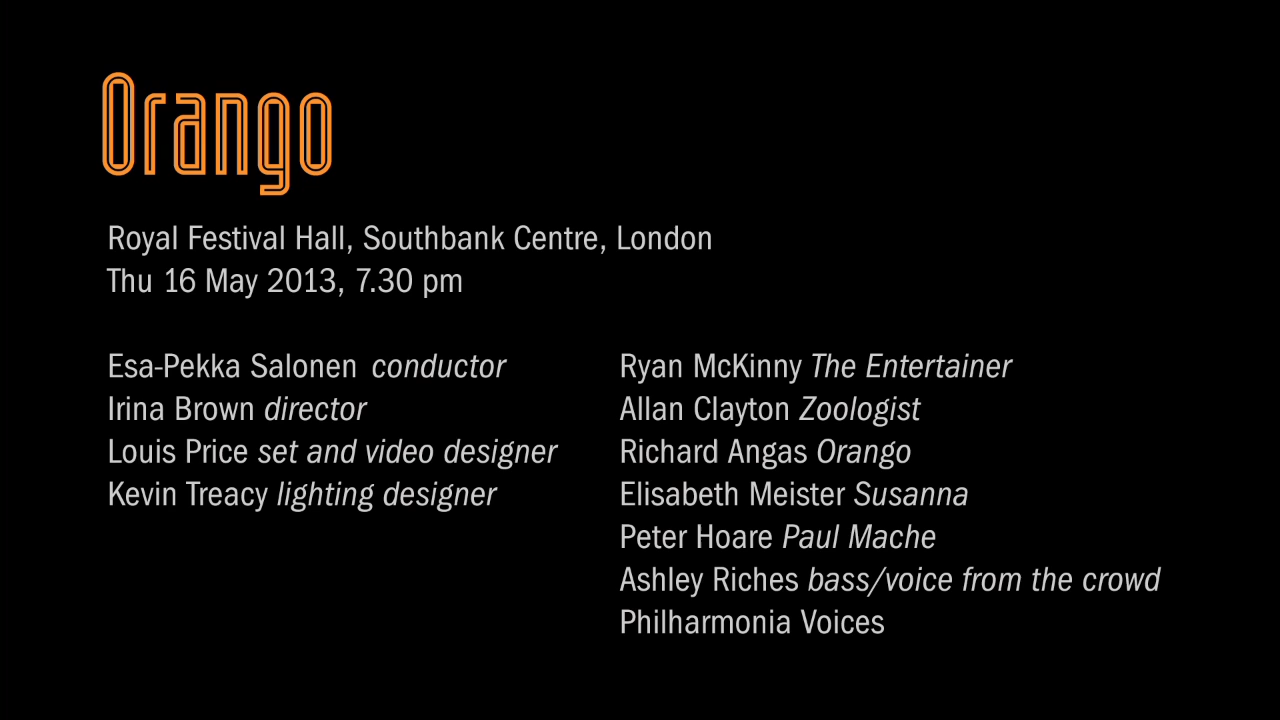 Orango
Royal Festival Hall, Southbank Centre, London
Thu 16 May 2013, 7.30 pm
Esa-Pekka Salonen conductor
Irina Brown director
Louis Price set and video designer
Kevin Treacy lighting designer
Ryan McKinny The Entertainer
Allan Clayton Zoologist
Richard Angas Orango
Elisabeth Meister Susanna
Peter Hoare Paul Mache
Ashley Riches bass/voice from the crowd
Philharmonia Voices